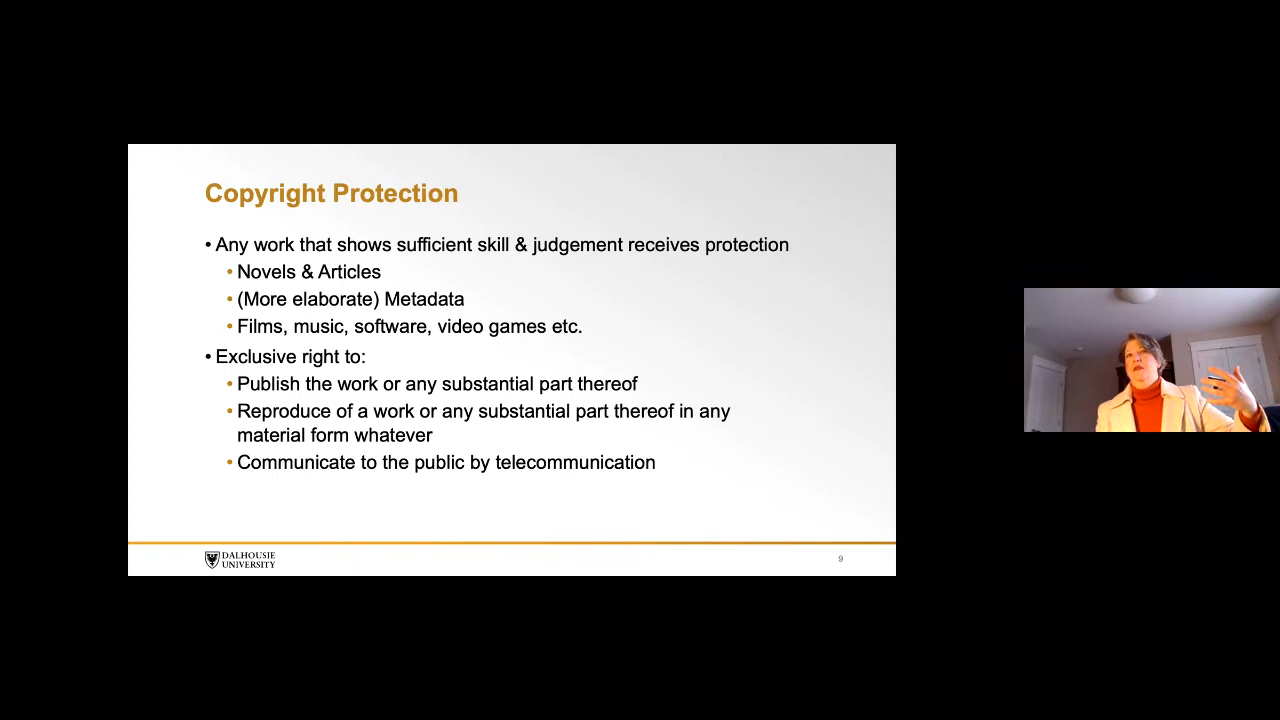 Copyright Protection
• Any work that shows sufficient skill & judgement receives protection
• Novels & Articles
• (More elaborate) Metadata
• Films, music, software, video games etc.
• Exclusive right to:
• Publish the work or any substantial part thereof
• Reproduce of a work or any substantial part thereof in any
material form whatever
• Communicate to the public by telecommunication
DALHOUSIE
UNIVERSITY
9